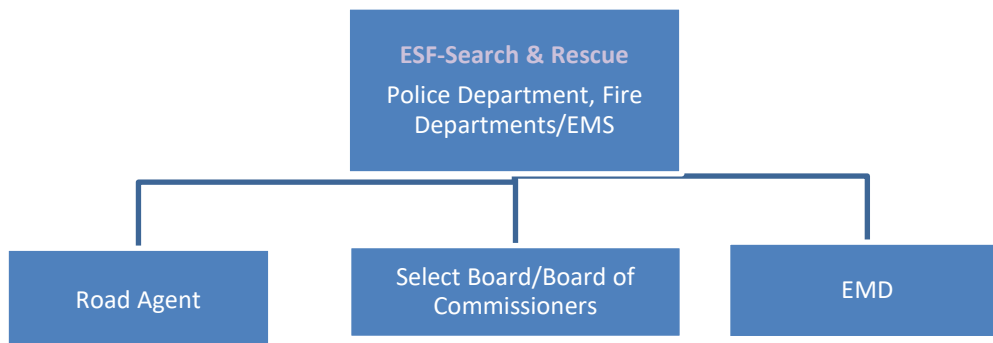 ESF-Search & Rescue
Police Department, Fire
Departments/EMS
Road Agent
Select Board/Board of
Commissioners
EMD